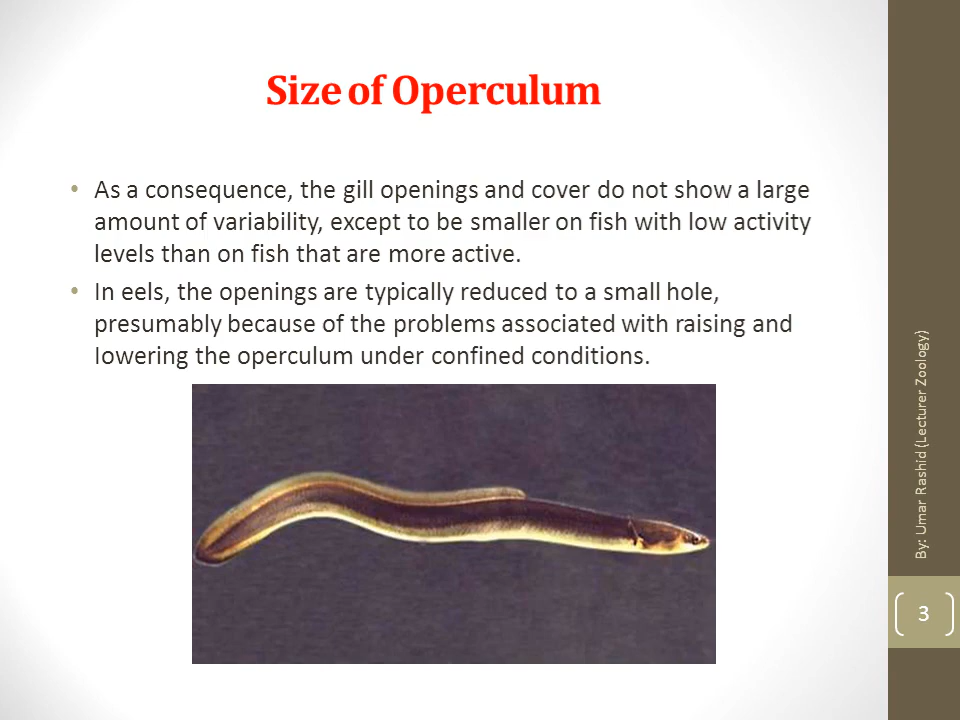 Size of Operculum
• As a consequence, the gill openings and cover do not show a large
amount of variability, except to be smaller on fish with low activity
levels than on fish that are more active.
• In eels, the openings are typically reduced to a small hole,
presumably because of the problems associated with raising and
lowering the operculum under confined conditions.
By: Umar Rashid (Lecturer Zoology)
3